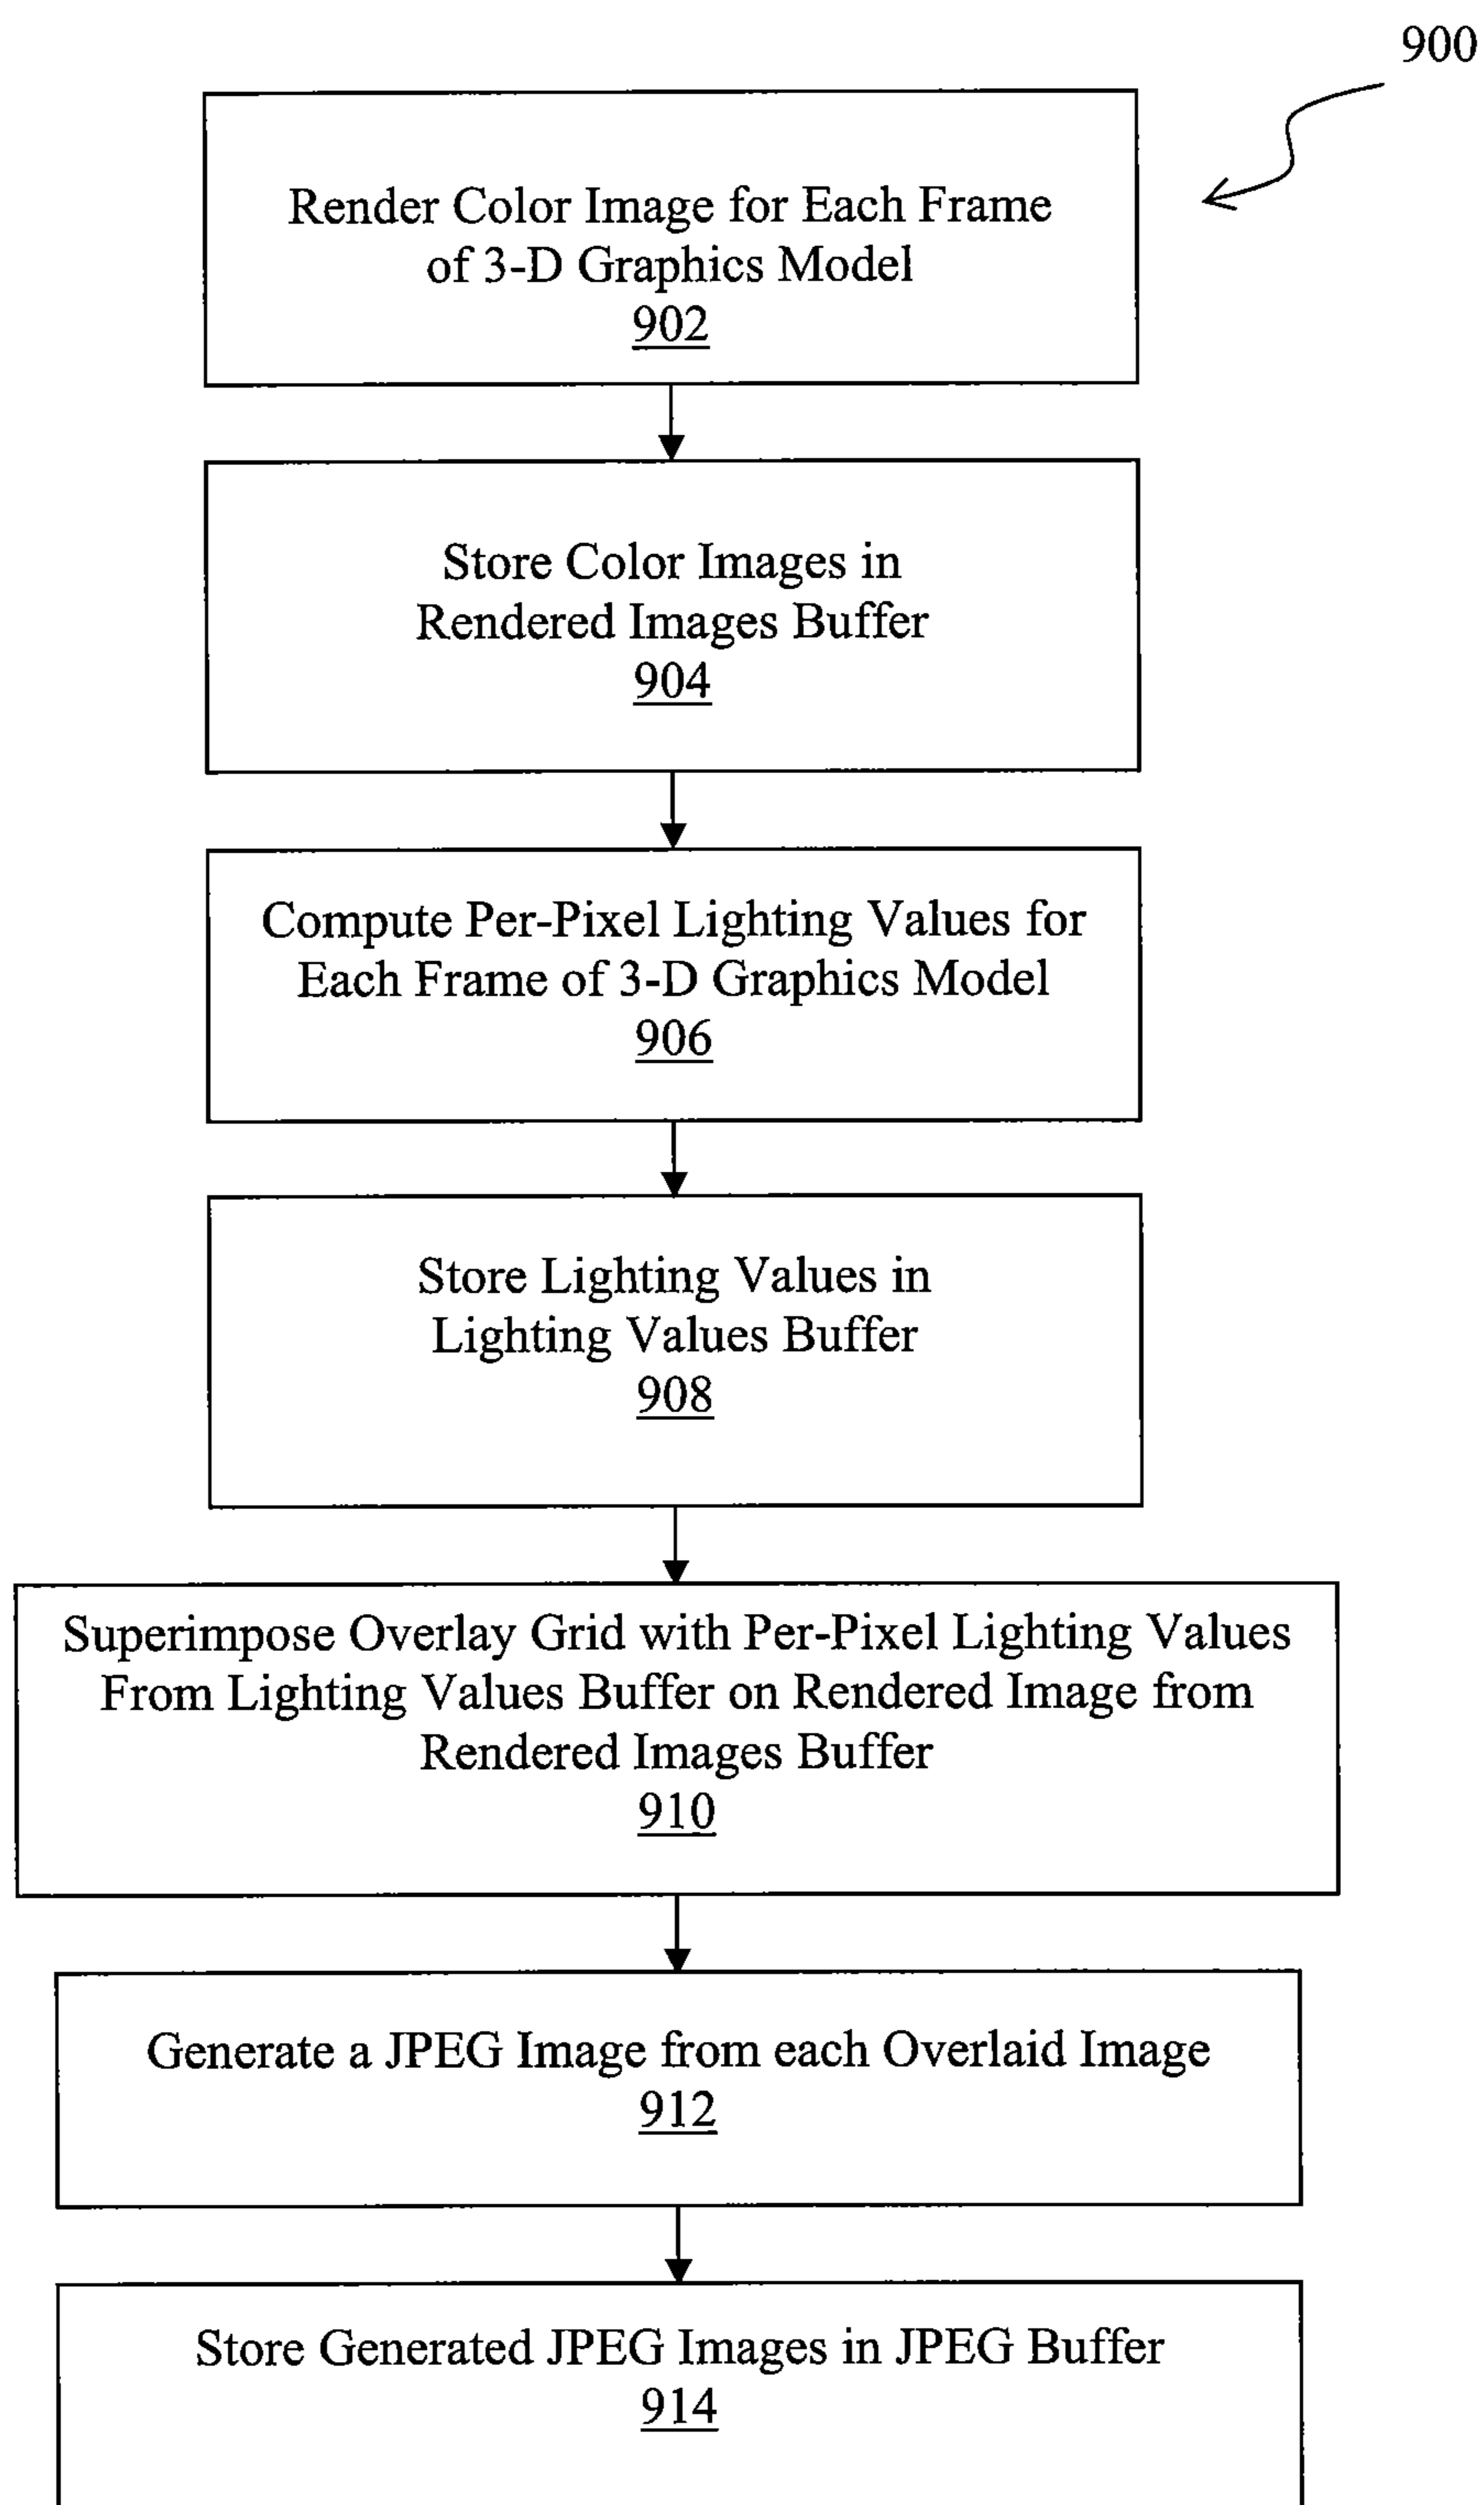 900
Render Color Image for Each Frame
of 3-D Graphics Model
902
Store Color Images in
Rendered Images Buffer
904
Compute Per-Pixel Lighting Values for
Each Frame of 3-D Graphics Model
906
Store Lighting Values in
Lighting Values Buffer
908
Superimpose Overlay Grid with Per-Pixel Lighting Values
From Lighting Values Buffer on Rendered Image from
Rendered Images Buffer
910
Generate a JPEG Image from each Overlaid Image
912
Store Generated JPEG Images in JPEG Buffer
914